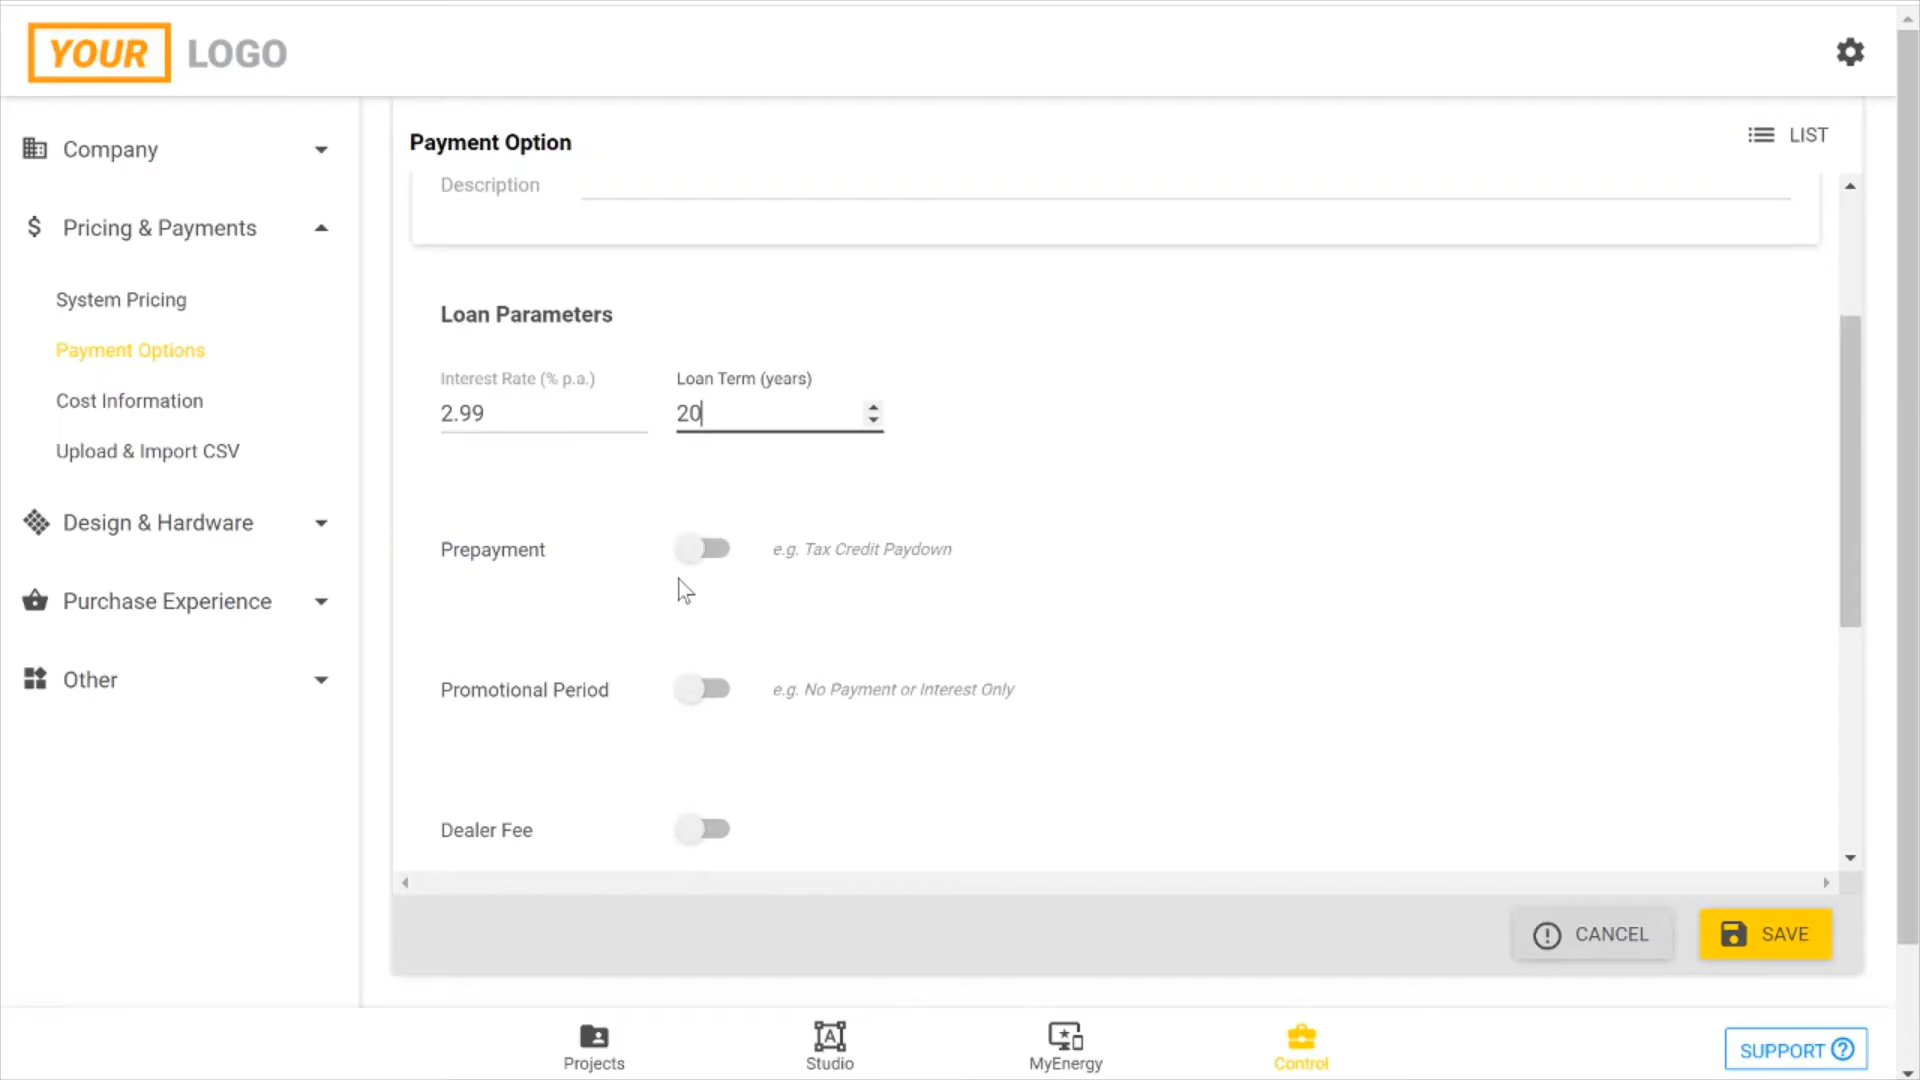 YOUR LOGO
Company
Pricing & Payments
System Pricing
Payment Options
Cost Information
Upload & Import CSV
Design & Hardware
Purchase Experience
Other
Payment Option
LIST
Description
Loan Parameters
Interest Rate (% p.a.)
Loan Term (years)
2.99
20
Prepayment
e.g. Tax Credit Paydown
Promotional Period
e.g. No Payment or Interest Only
Dealer Fee
CANCEL
SAVE
Projects
Studio
MyEnergy
Control
SUPPORT